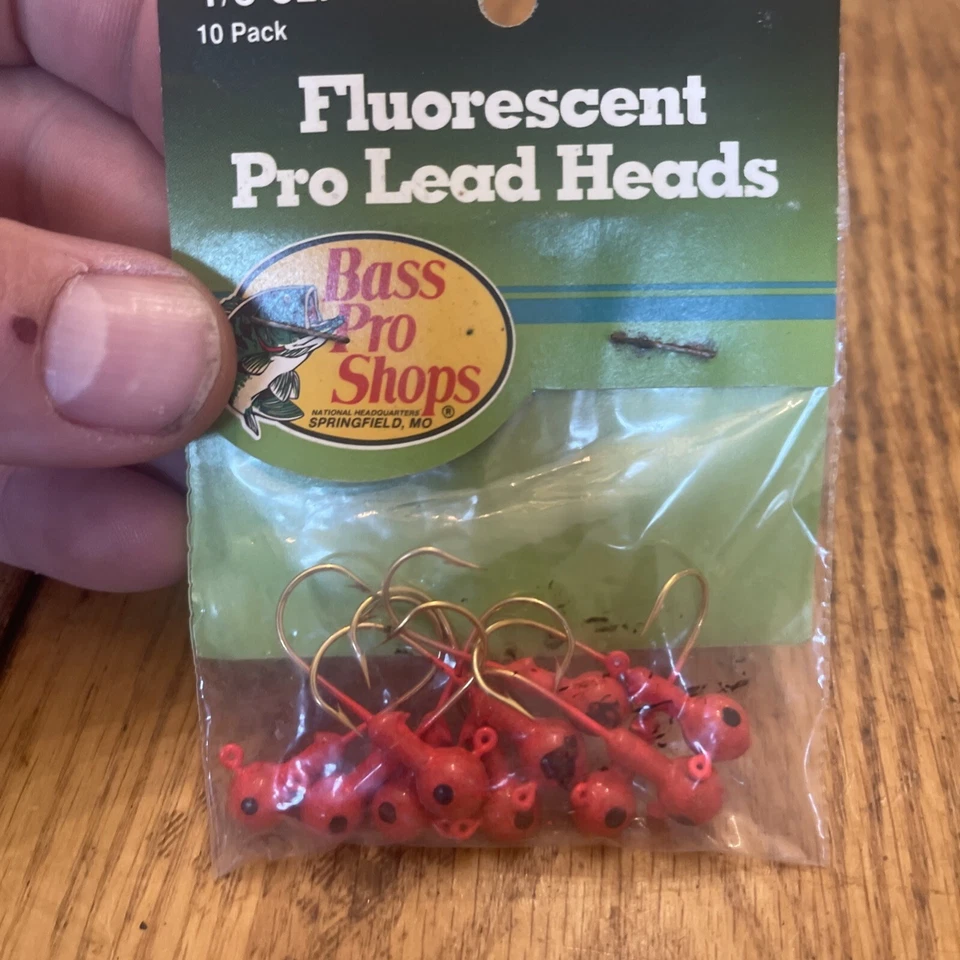 10 Pack
Fluorescent
Pro Lead Heads
Bass
Pro
Shops
®
NATIONAL HEADQUARTERS
SPRINGFIELD, MO